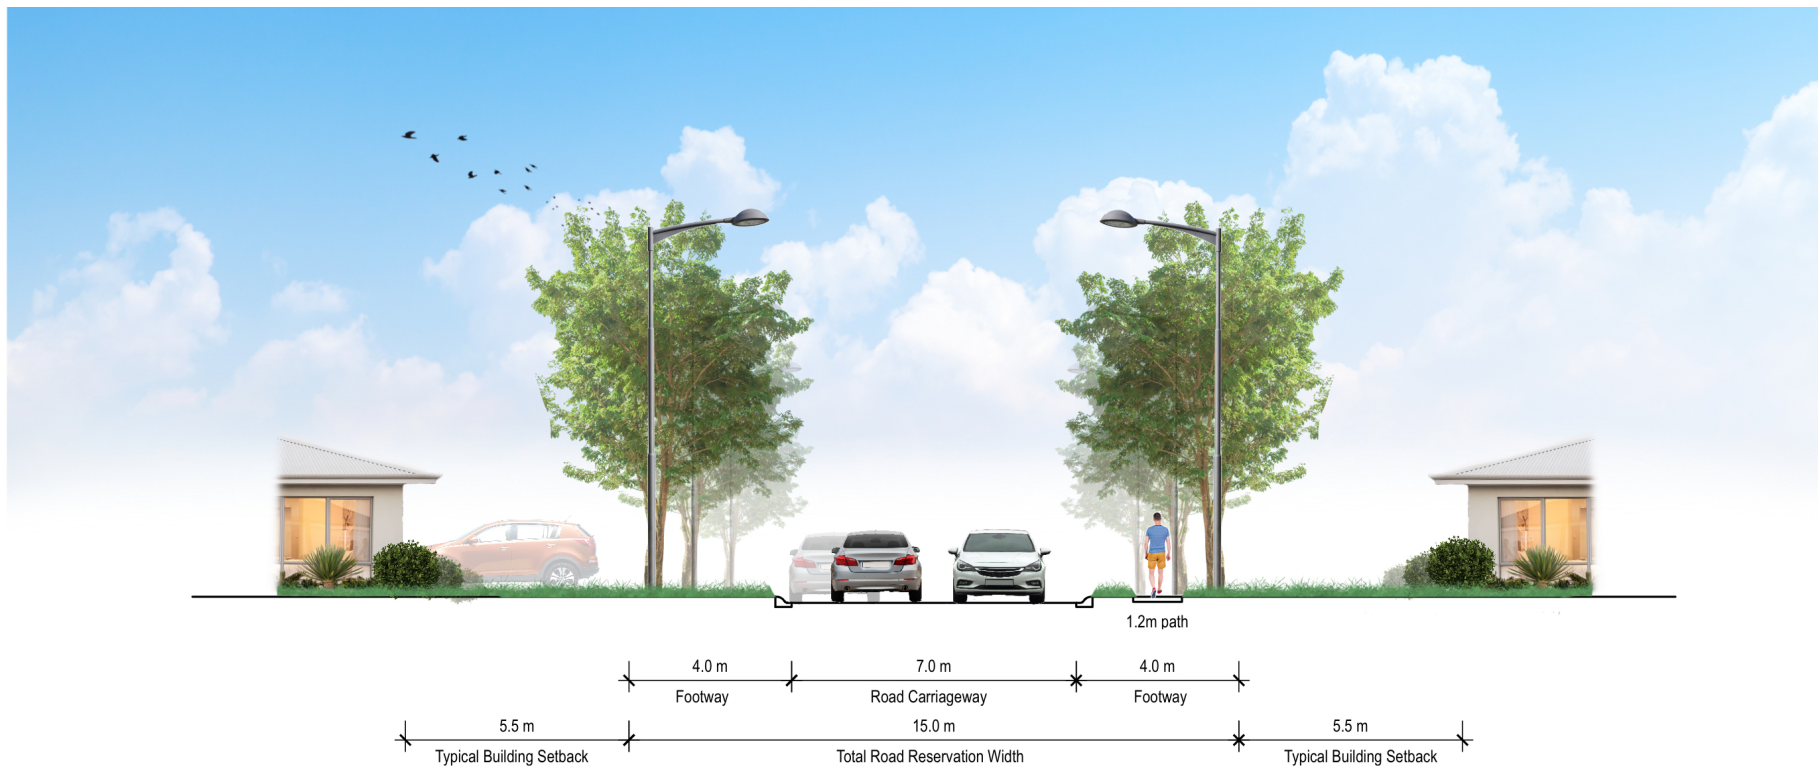 1.2m path
4.0 m
7.0 m
4.0 m
Footway
Road Carriageway
Footway
5.5 m
15.0 m
5.5 m
Typical Building Setback
Total Road Reservation Width
Typical Building Setback